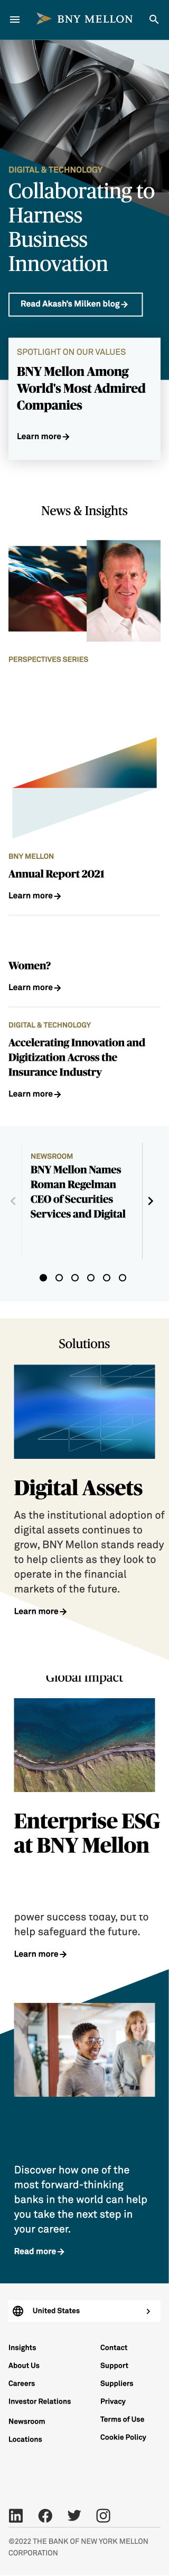 BNY MELLON
DIGITAL & TECHNOLOGY
Collaborating to
Harness
Business
Innovation
Read Akash's Milken blog
SPOTLIGHT ON OUR VALUES
BNY Mellon Among
World's Most Admired
Companies
Learn more
News & Insights
PERSPECTIVES SERIES
BNY MELLON
Annual Report 2021
Learn more
Women?
Learn more
DIGITAL & TECHNOLOGY
Accelerating Innovation and
Digitization Across the
Insurance Industry
Learn more
NEWSROOM
BNY Mellon Names
Roman Regelman
CEO of Securities
Services and Digital
Solutions
Digital Assets
As the institutional adoption of
digital assets continues to
grow, BNY Mellon stands ready
to help clients as they look to
operate in the financial
markets of the future.
Learn more
Global Impact
Enterprise ESG
at BNY Mellon
power success today, but to
help safeguard the future.
Learn more
Discover how one of the
most forward-thinking
banks in the world can help
you take the next step in
your career.
Read more
United States
Insights
Contact
About Us
Support
Careers
Suppliers
Investor Relations
Privacy
Newsroom
Terms of Use
Locations
Cookie Policy
©2022 THE BANK OF NEW YORK MELLON
CORPORATION